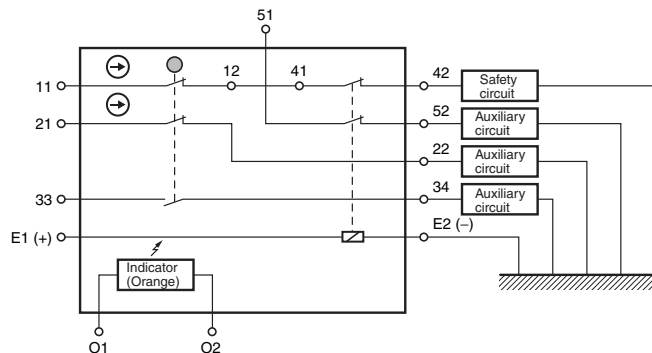 51
11
12
41
42
Safety
circuit
21
52
Auxiliary
circuit
22
Auxiliary
circuit
33
34
Auxiliary
circuit
E1 (+)
E2 (−)
Indicator
(Orange)
O1
O2